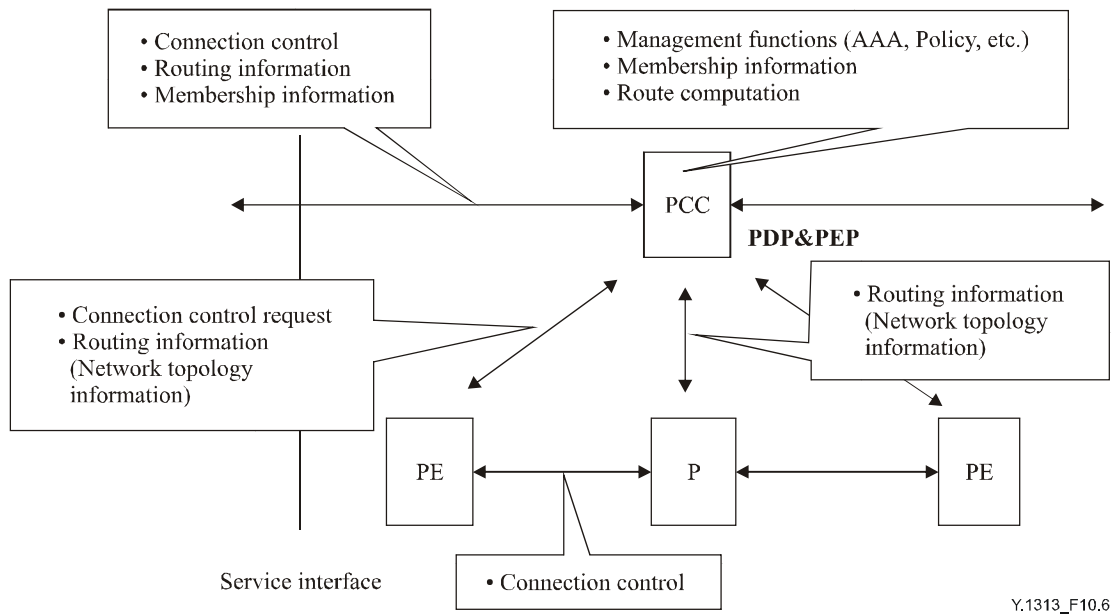 • Connection control
• Routing information
• Membership information
• Management functions (AAA, Policy, etc.)
• Membership information
• Route computation
PCC
PDP&PEP
• Connection control request
• Routing information
(Network topology
information)
• Routing information
(Network topology
information)
PE
P
PE
Service interface
• Connection control
Y.1313_F10.6